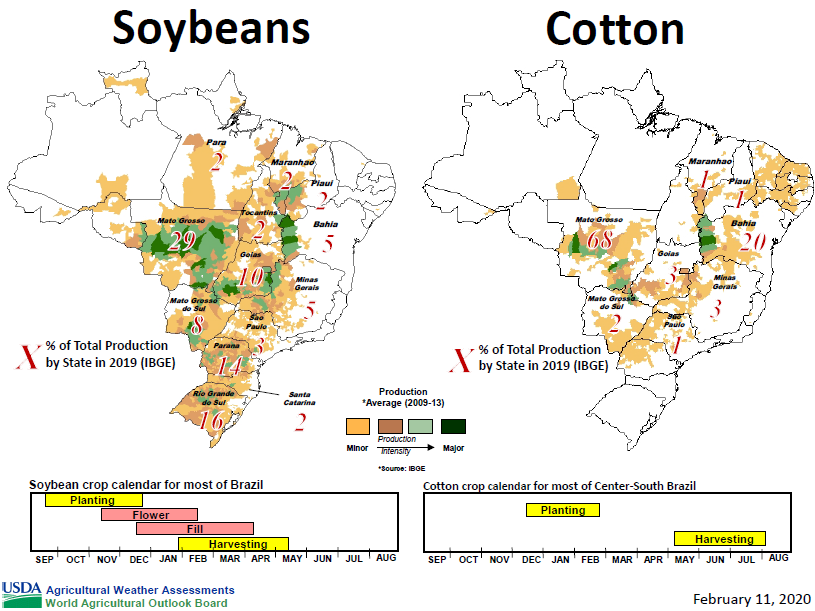 Soybeans
Para
2
Maranhao
2
Piaui
2
Tocantins
2
Mato Grosso
29
Bahia
5
Goias
10
Minas
Gerais
5
Mato Grosso
do Sul
8
Sao
Paulo
3
Parana
14
Rio Grande
do Sul
16
Santa
Catarina
2
X % of Total Production
by State in 2019 (IBGE)
Cotton
Maranhao
1
Piaui
1
Mato Grosso
68
Bahia
20
Goias
3
Minas
Gerais
3
Mato Grosso
do Sul
2
Sao
Paulo
1
X % of Total Production
by State in 2019 (IBGE)
Production
*Average (2009-13)
Minor
Production
Intensity
Major
*Source: IBGE
Soybean crop calendar for most of Brazil
Planting
Flower
Fill
Harvesting
SEP OCT NOV DEC JAN FEB MAR APR MAY JUN JUL AUG
Cotton crop calendar for most of Center-South Brazil
Planting
Harvesting
SEP OCT NOV DEC JAN FEB MAR APR MAY JUN JUL AUG
USDA Agricultural Weather Assessments
World Agricultural Outlook Board
February 11, 2020